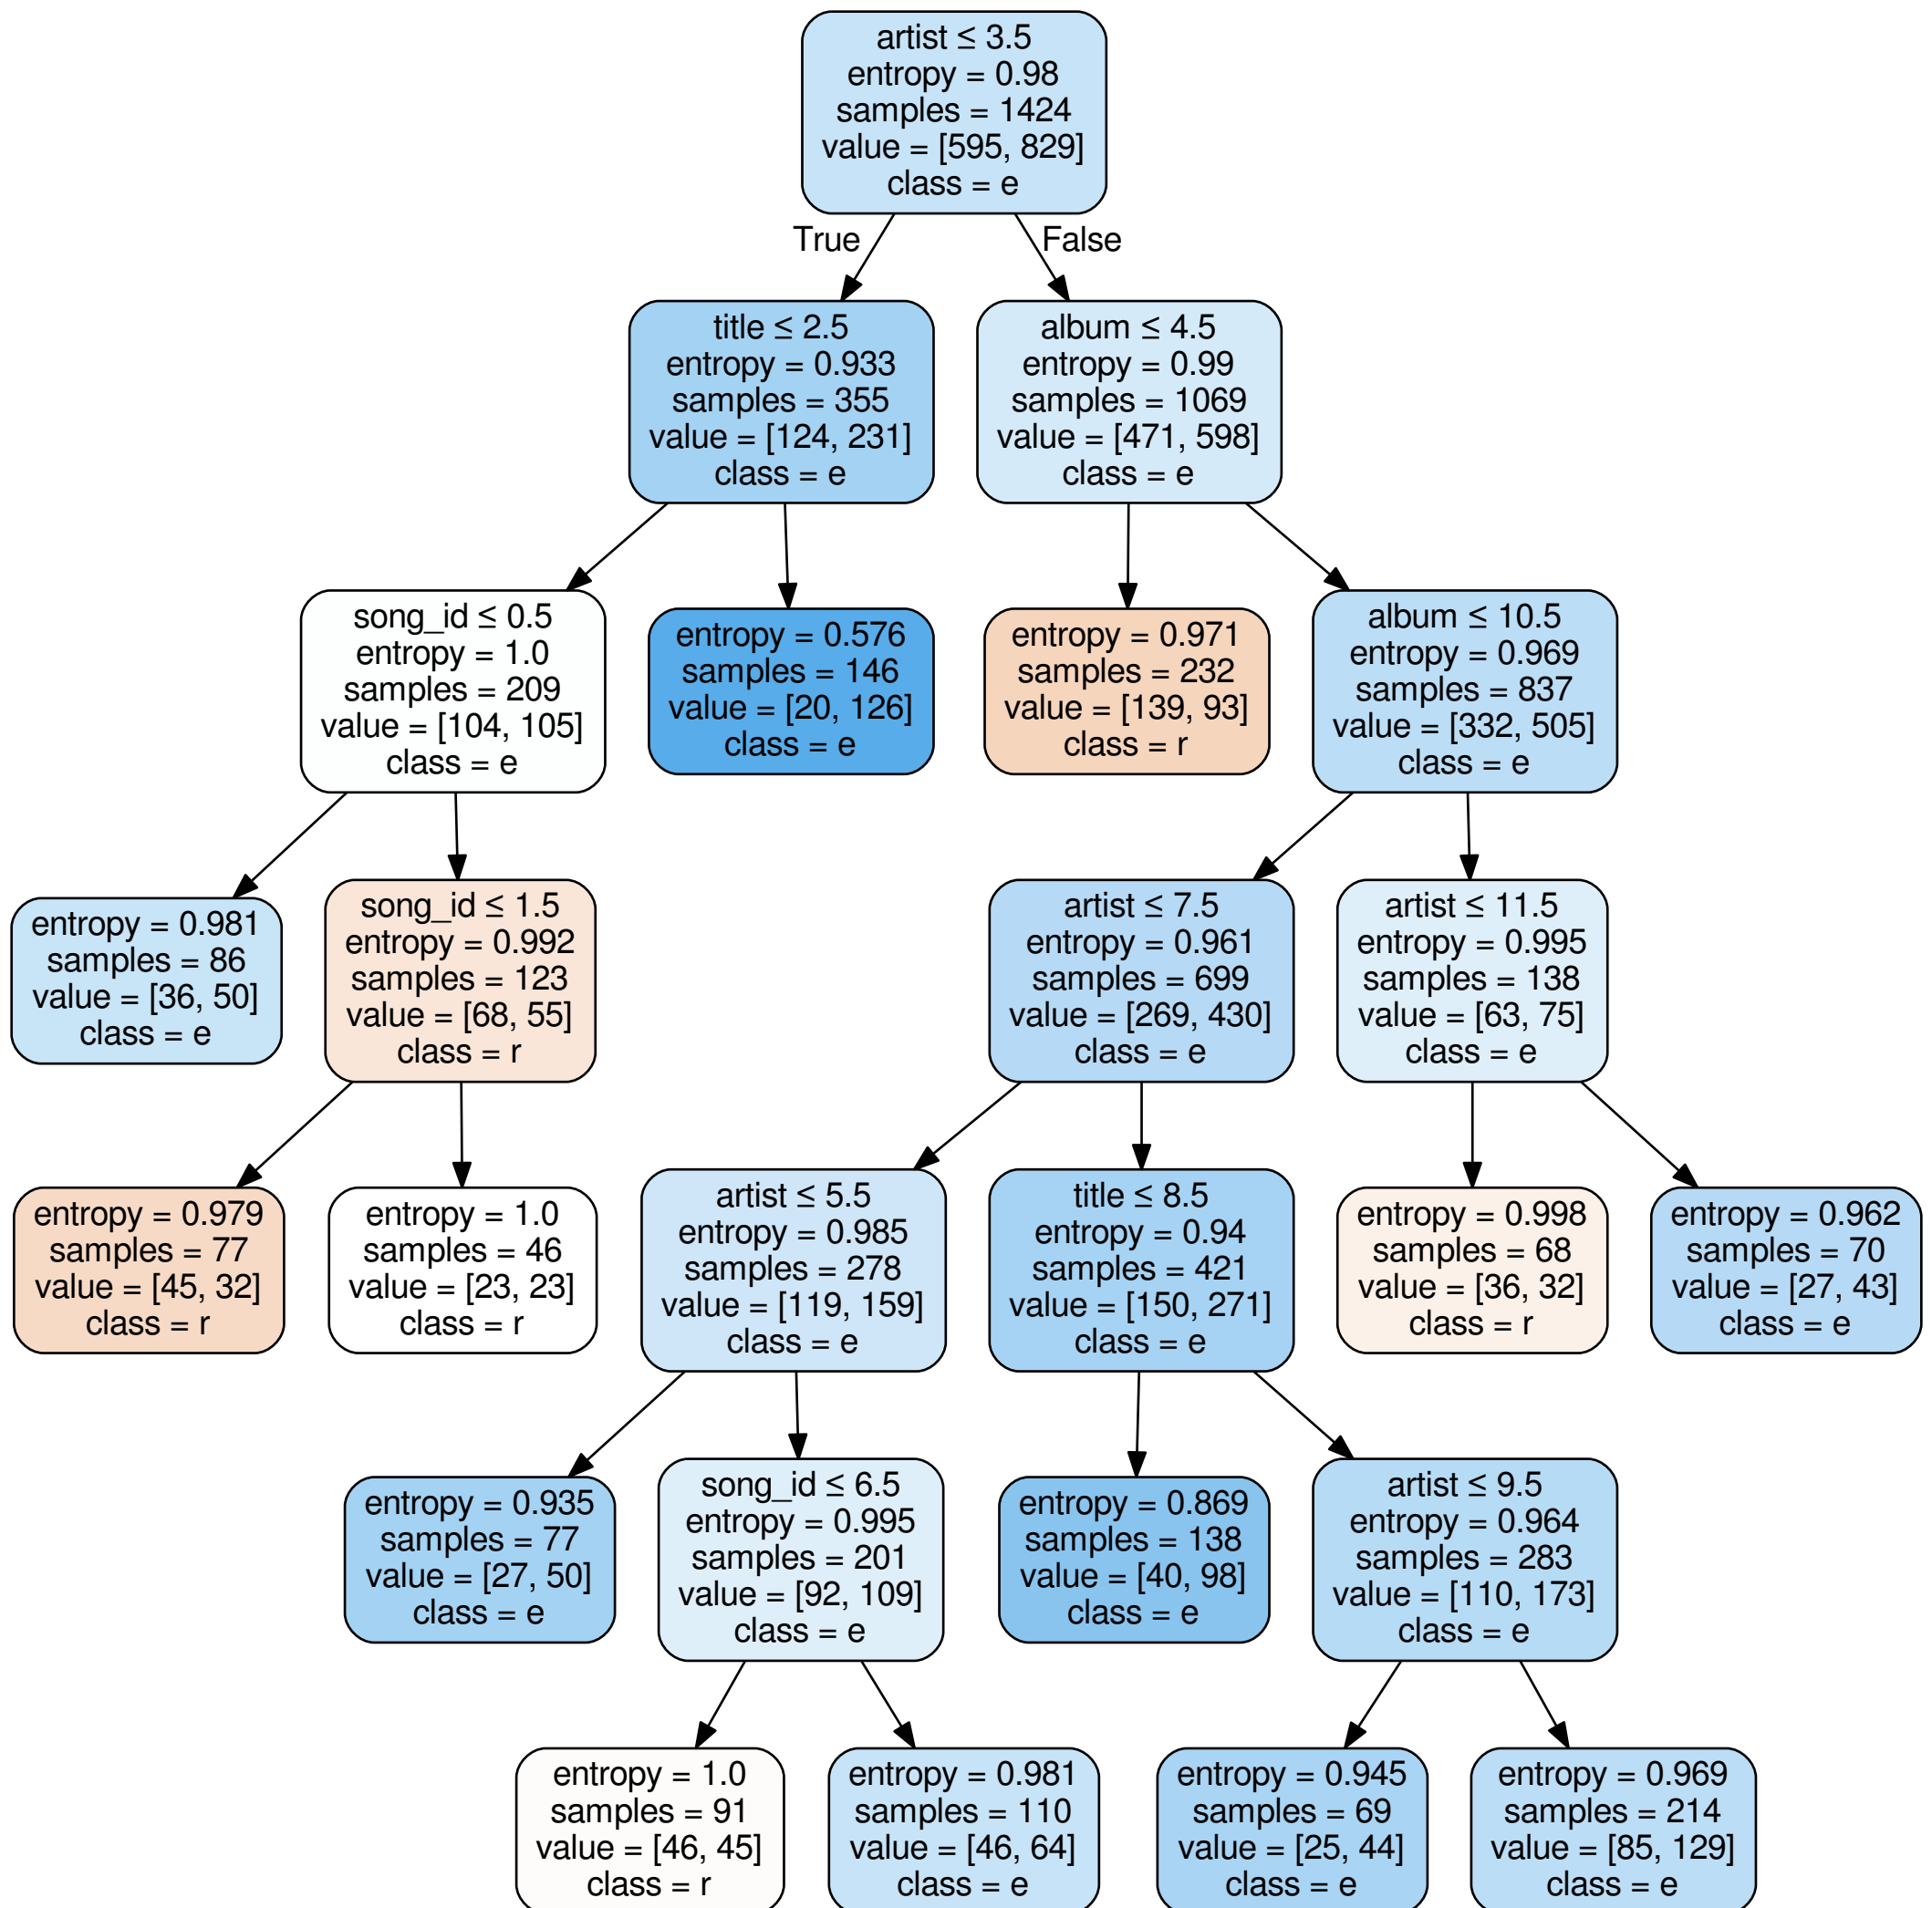 artist ≤ 3.5
entropy = 0.98
samples = 1424
value = [595, 829]
class = e
True
False
title ≤ 2.5
entropy = 0.933
samples = 355
value = [124, 231]
class = e
album ≤ 4.5
entropy = 0.99
samples = 1069
value = [471, 598]
class = e
song_id ≤ 0.5
entropy = 1.0
samples = 209
value = [104, 105]
class = e
entropy = 0.576
samples = 146
value = [20, 126]
class = e
entropy = 0.971
samples = 232
value = [139, 93]
class = r
album ≤ 10.5
entropy = 0.969
samples = 837
value = [332, 505]
class = e
entropy = 0.981
samples = 86
value = [36, 50]
class = e
song_id ≤ 1.5
entropy = 0.992
samples = 123
value = [68, 55]
class = r
artist ≤ 7.5
entropy = 0.961
samples = 699
value = [269, 430]
class = e
artist ≤ 11.5
entropy = 0.995
samples = 138
value = [63, 75]
class = e
entropy = 0.979
samples = 77
value = [45, 32]
class = r
entropy = 1.0
samples = 46
value = [23, 23]
class = r
artist ≤ 5.5
entropy = 0.985
samples = 278
value = [119, 159]
class = e
title ≤ 8.5
entropy = 0.94
samples = 421
value = [150, 271]
class = e
entropy = 0.998
samples = 68
value = [36, 32]
class = r
entropy = 0.962
samples = 70
value = [27, 43]
class = e
entropy = 0.935
samples = 77
value = [27, 50]
class = e
song_id ≤ 6.5
entropy = 0.995
samples = 201
value = [92, 109]
class = e
entropy = 0.869
samples = 138
value = [40, 98]
class = e
artist ≤ 9.5
entropy = 0.964
samples = 283
value = [110, 173]
class = e
entropy = 1.0
samples = 91
value = [46, 45]
class = r
entropy = 0.981
samples = 110
value = [46, 64]
class = e
entropy = 0.945
samples = 69
value = [25, 44]
class = e
entropy = 0.969
samples = 214
value = [85, 129]
class = e